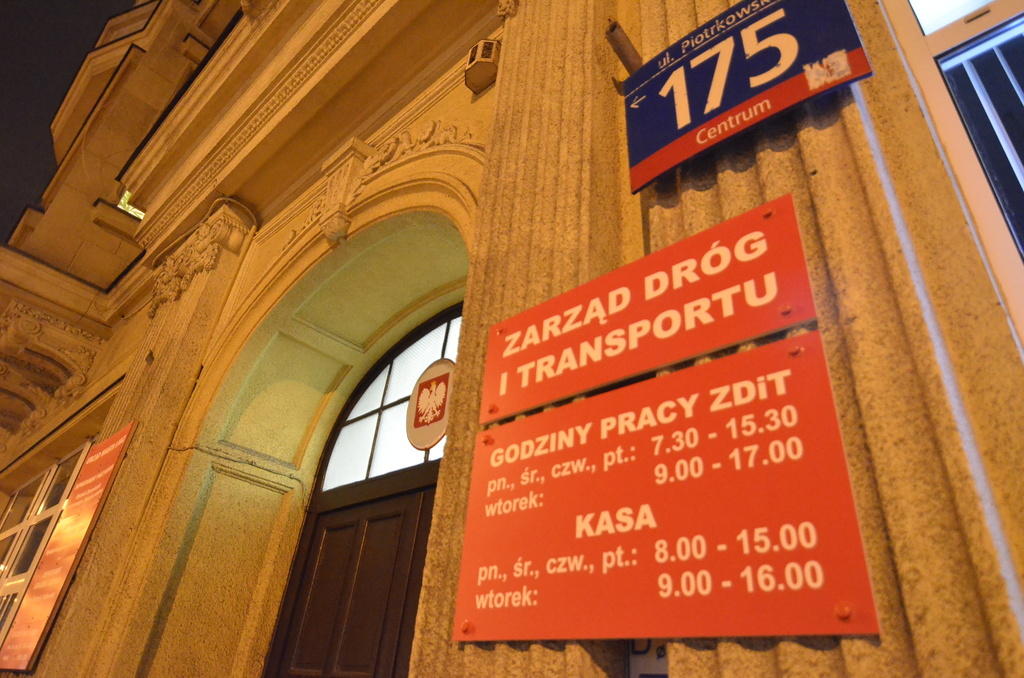 ul. Piotrkowska
175
Centrum
ZARZĄD DRÓG
I TRANSPORTU
GODZINY PRACY ZDiT
pn., śr., czw., pt.: 7.30 - 15.30
wtorek: 9.00 - 17.00
KASA
pn., śr., czw., pt.: 8.00 - 15.00
wtorek: 9.00 - 16.00